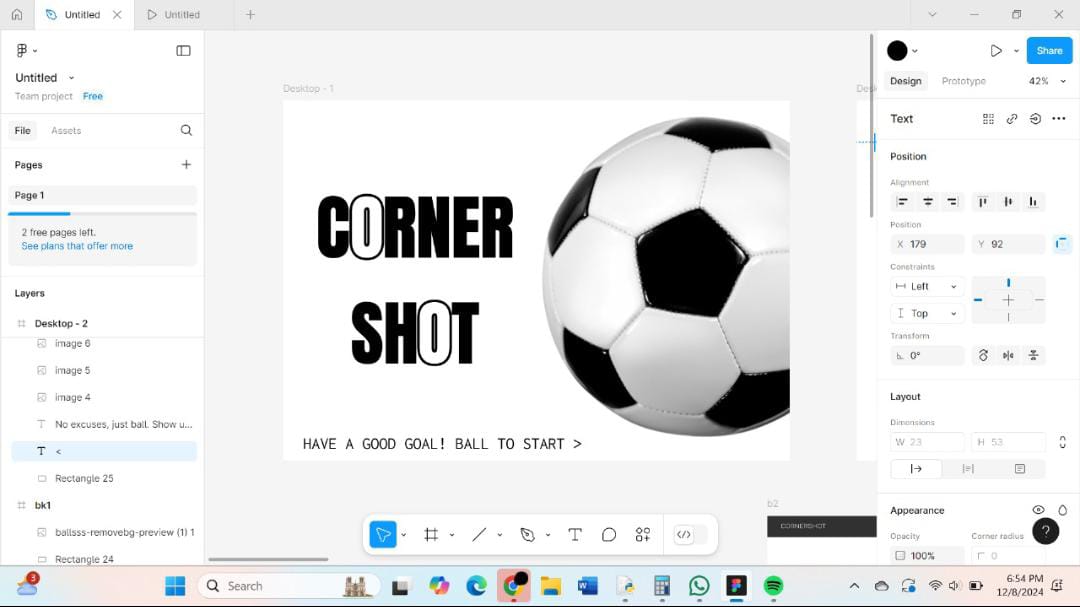 Untitled
Untitled
Untitled
Team project Free
File Assets
Pages
Page 1
2 free pages left.
See plans that offer more
Layers
Desktop - 2
image 6
image 5
image 4
No excuses, just ball. Show u...
<
Rectangle 25
bk1
ballsss-removebg-preview (1) 1
Rectangle 24
Desktop - 1
CORNER
SHOT
HAVE A GOOD GOAL! BALL TO START >
Desk
b2
CORNERSHOT
Share
Design Prototype 42%
Text
Position
Alignment
Position
X 179 Y 92
Constraints
Left
Top
Transform
0°
Layout
Dimensions
W 23 H 53
Appearance
Opacity Corner radius
100% 0
?
3
Search
6:54 PM
12/8/2024